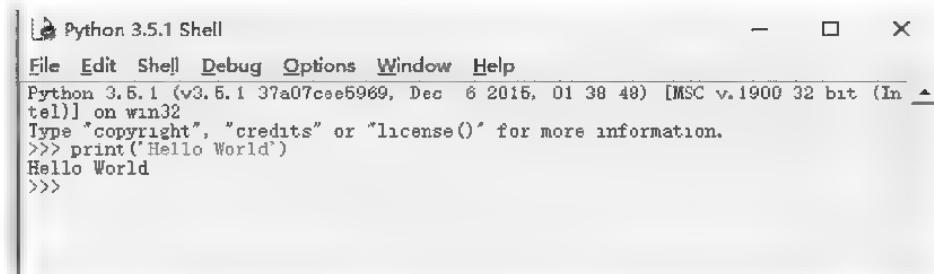 Python 3.5.1 Shell
File Edit Shell Debug Options Window Help
Python 3.5.1 (v3.5.1 37a07cee5969, Dec 6 2015, 01 38 48) [MSC v.1900 32 bit (In
tel)] on win32
Type "copyright", "credits" or "license()" for more information.
>>> print('Hello World')
Hello World
>>>